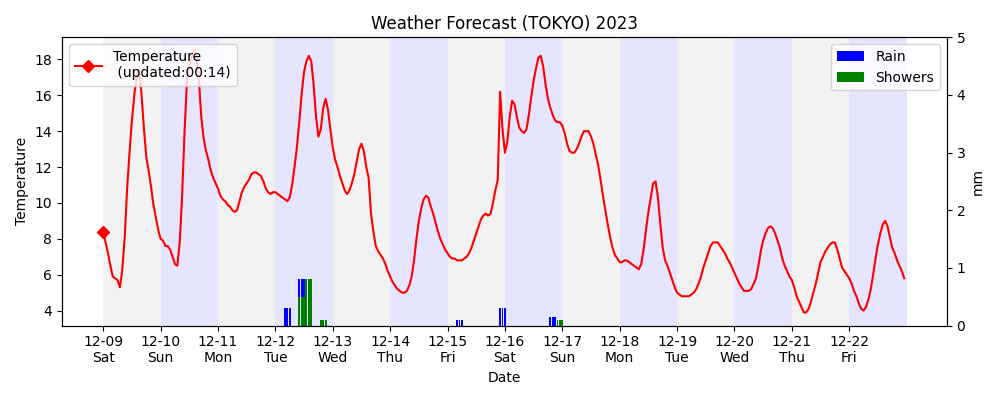 Weather Forecast (TOKYO) 2023
Temperature
(updated:00:14)
Rain
Showers
Temperature
18
16
14
12
10
8
6
4
5
4
3
2
1
0
mm
12-09 12-10 12-11 12-12 12-13 12-14 12-15 12-16 12-17 12-18 12-19 12-20 12-21 12-22
Sat Sun Mon Tue Wed Thu Fri Sat Sun Mon Tue Wed Thu Fri
Date